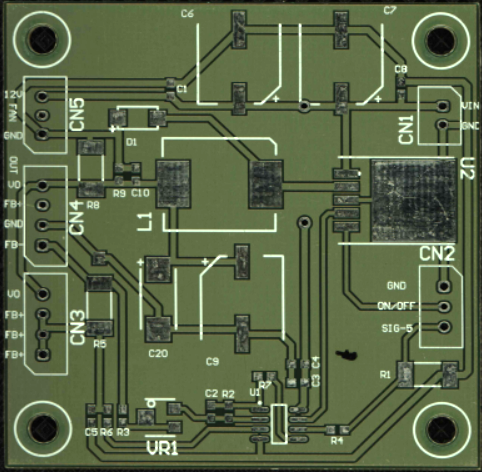 C6
C7
12V
FAN
GND
CN5
C1
C8
VIN
GND
CN1
D1
U2
OUT
VO
FB+
GND
FB-
CN4
R8
R9
C10
L1
CN2
GND
ON/OFF
SIG-5
VO
FB+
FB+
FB+
CN3
R5
C20
C9
C4
C3
R7
R1
C5
R6
R3
VR1
C2
R2
U1
R4